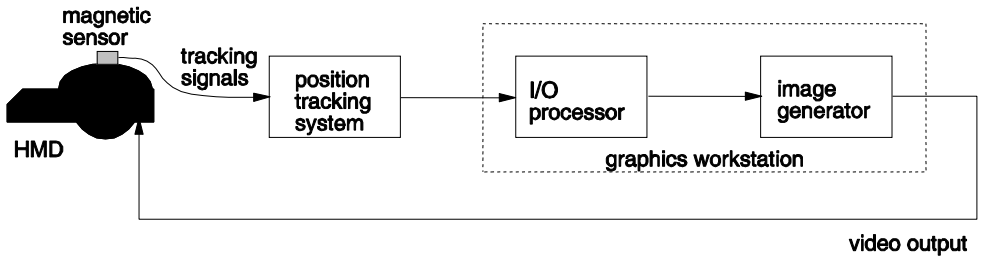 magnetic
sensor
tracking
signals
HMD
position
tracking
system
I/O
processor
image
generator
graphics workstation
video output